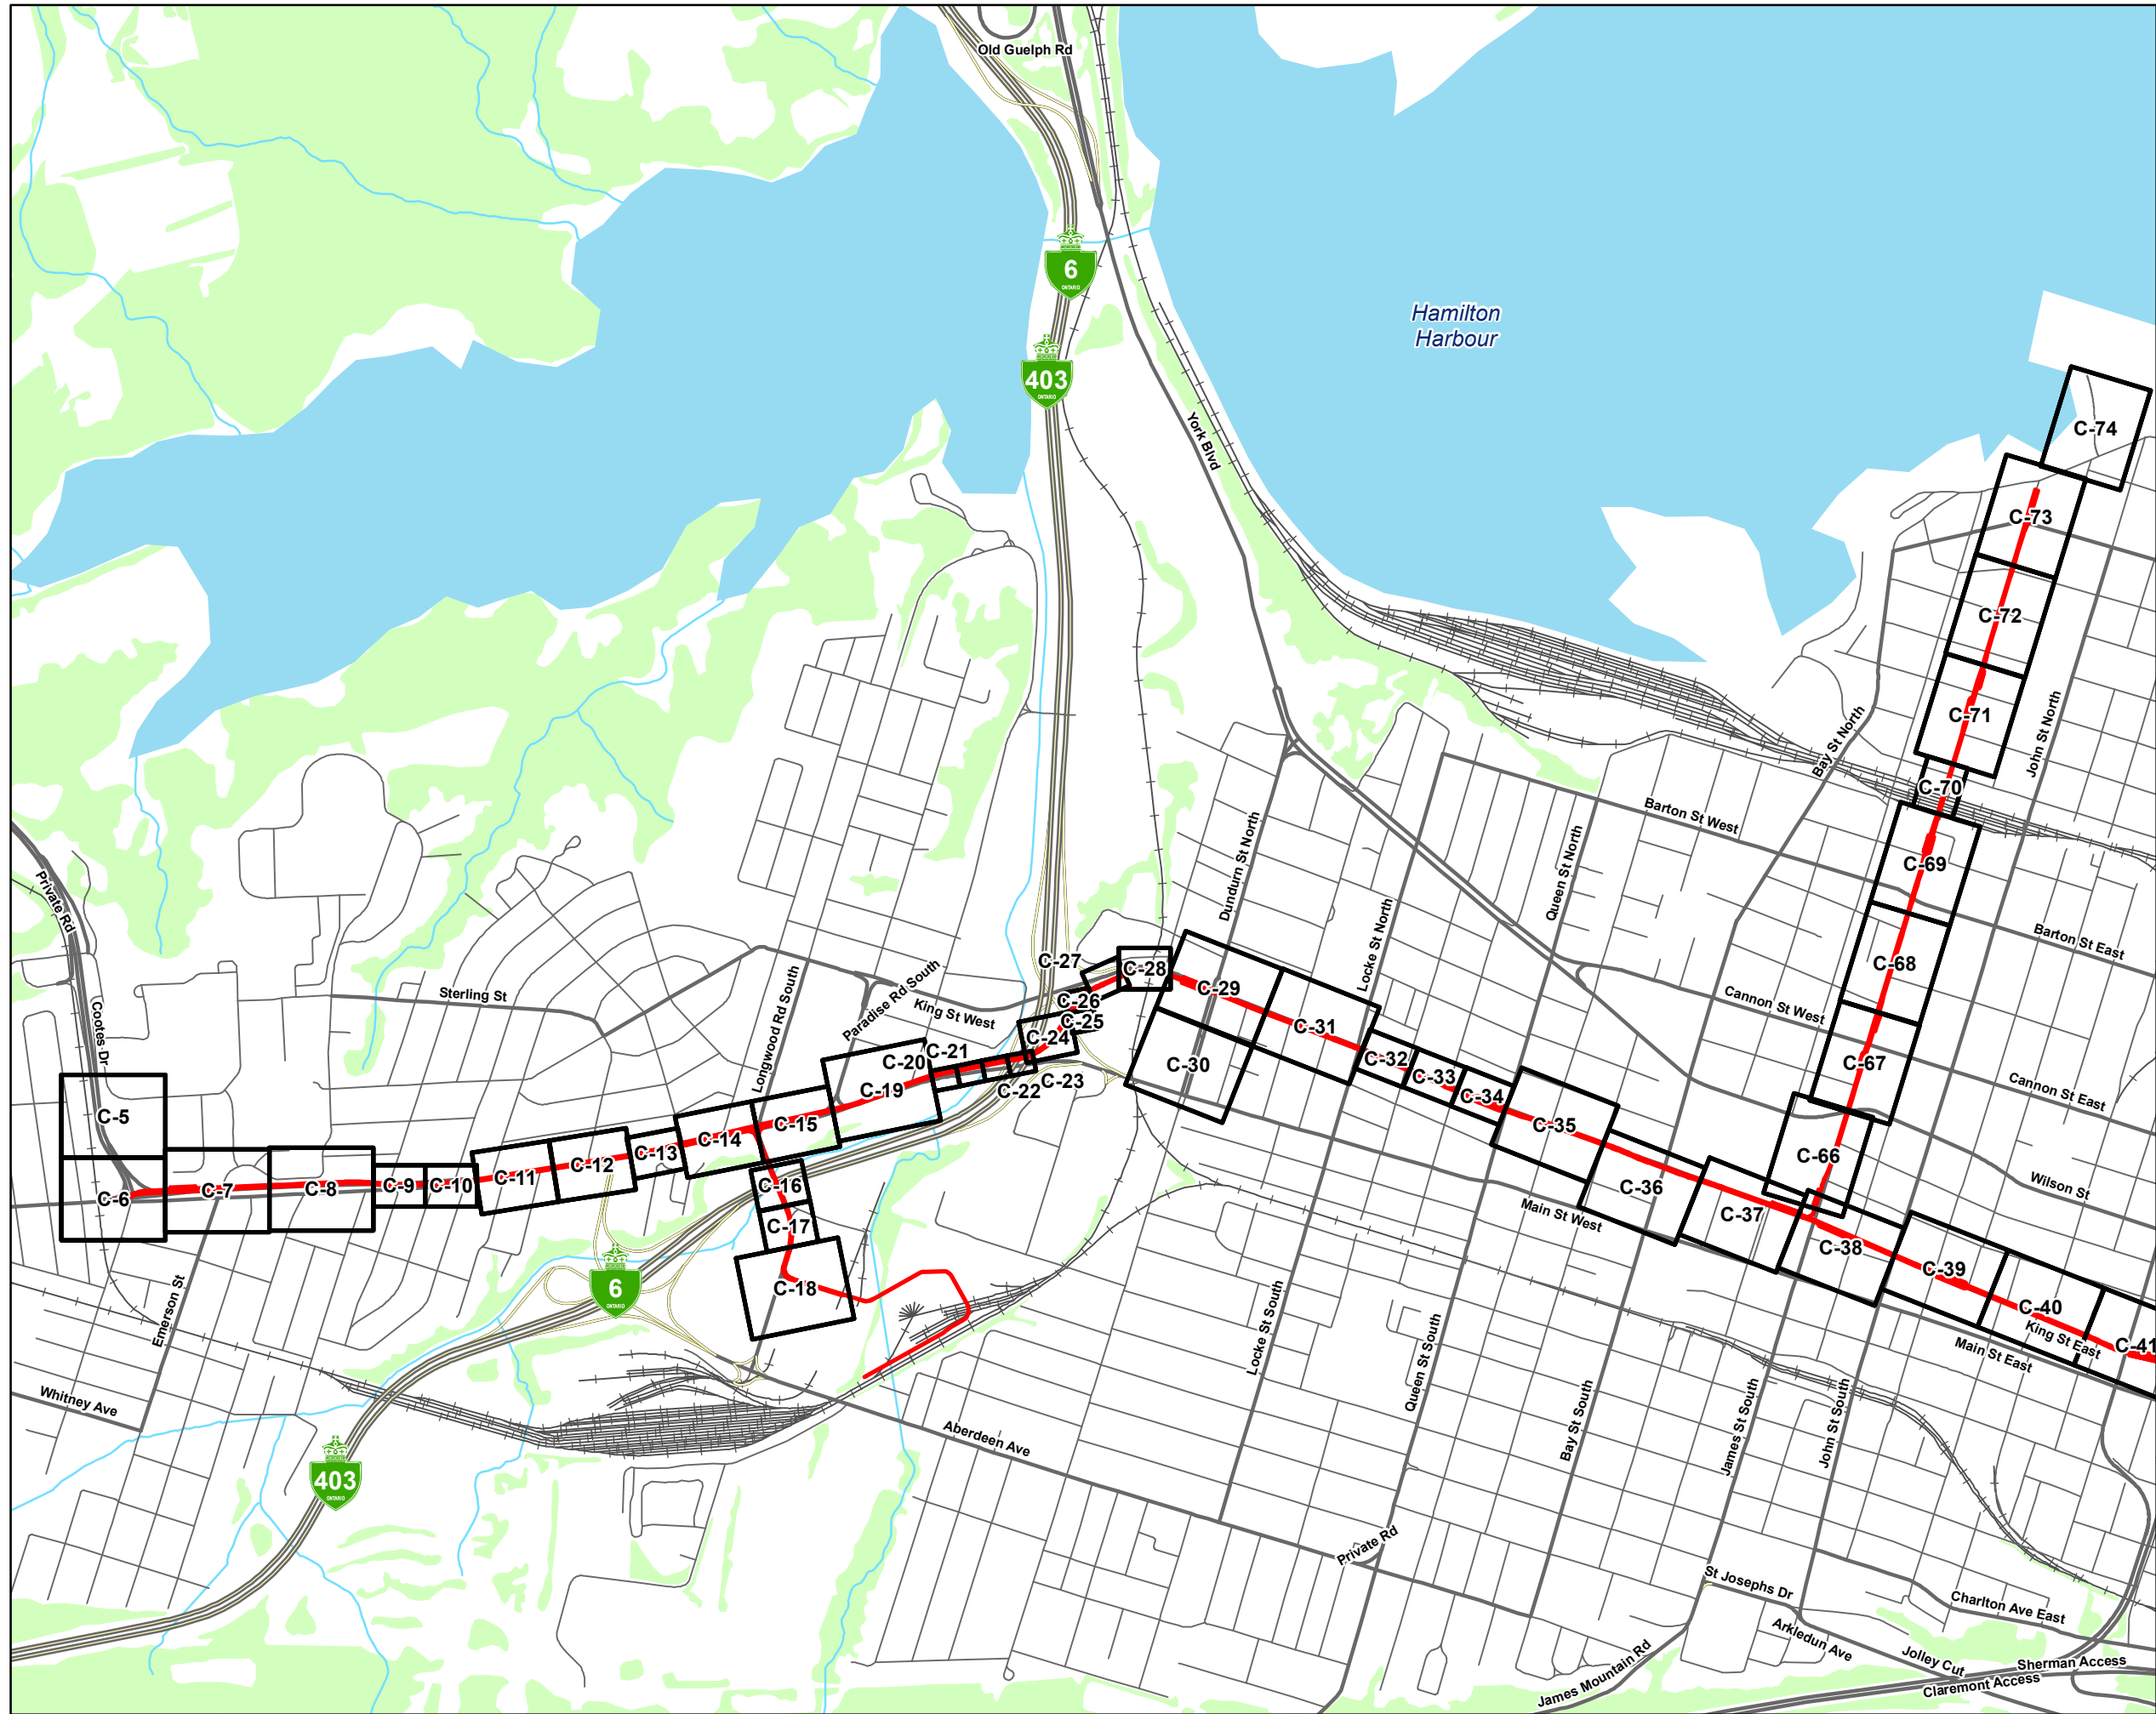 Old Guelph Rd
6
ONTARIO
Hamilton
Harbour
403
ONTARIO
York Blvd
C-74
C-73
C-72
C-71
John St North
Bay St North
C-70
Barton St West
Dundurn St North
Queen St North
Locke St North
C-69
Barton St East
C-68
Cannon St West
C-67
Cannon St East
C-66
Wilson St
Private Rd
Cootes Dr
Sterling St
Longwood Rd South
Paradise Rd South
King St West
C-27
C-28
C-26
C-25
C-24
C-29
C-31
C-30
C-32
C-33
C-34
C-35
C-36
C-37
C-38
C-39
C-40
C-41
King St East
Main St East
Main St West
C-5
C-6
C-7
C-8
C-9
C-10
C-11
C-12
C-13
C-14
C-15
C-16
C-17
C-18
C-19
C-20
C-21
C-22
C-23
6
ONTARIO
Emerson St
Whitney Ave
403
ONTARIO
Aberdeen Ave
Locke St South
Queen St South
Bay St South
James St South
John St South
Private Rd
St Josephs Dr
Charlton Ave East
Arkledun Ave
Jolley Cut
James Mountain Rd
Sherman Access
Claremont Access